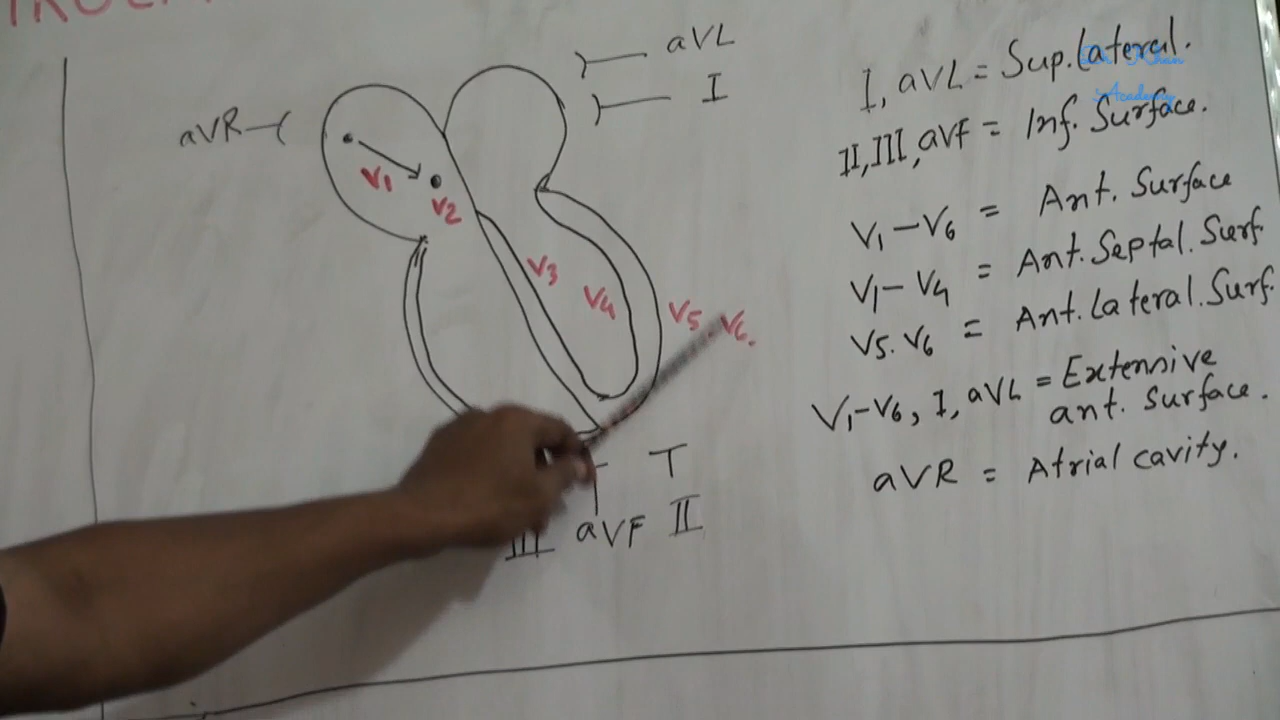 aVL
I
aVR
V1
V2
V3
V4
V5
V6.
III aVF II
I, aVL = Sup. Lateral.
II, III, aVF = Inf. Surface.
V1 – V6 = Ant. Surface
V1 – V4 = Ant. Septal. Surf.
V5. V6 = Ant. Lateral. Surf.
V1–V6, I, aVL = Extensive
ant. Surface.
aVR = Atrial cavity.
Khan
Academy